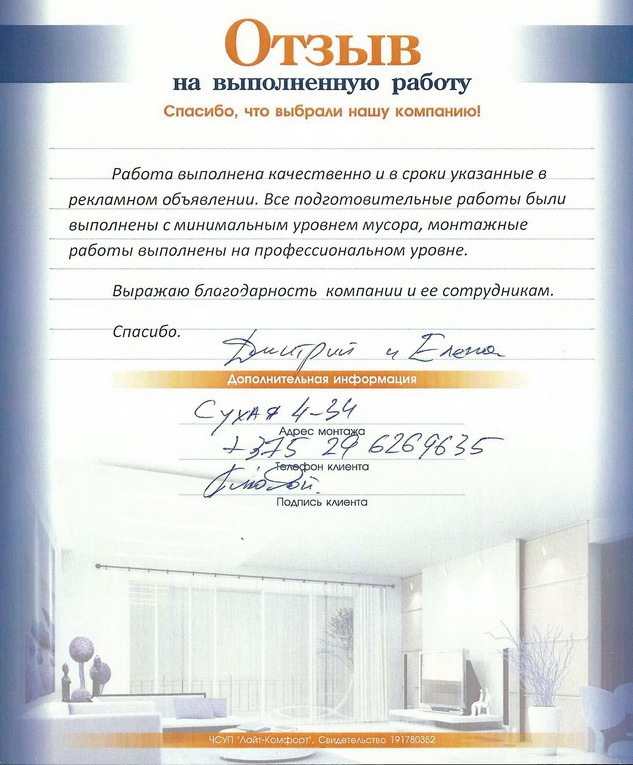 Отзыв
на выполненную работу
Спасибо, что выбрали нашу компанию!
Работа выполнена качественно и в сроки указанные в
рекламном объявлении. Все подготовительные работы были
выполнены с минимальным уровнем мусора, монтажные
работы выполнены на профессиональном уровне.
Выражаю благодарность компании и ее сотрудникам.
Спасибо.
Дмитрий и Елена
Дополнительная информация
Сухая 4-34
Адрес монтажа
+375 29 6269635
Телефон клиента
Подпись клиента
ЧСУП "Лайт-Комфорт", Свидетельство 191780352